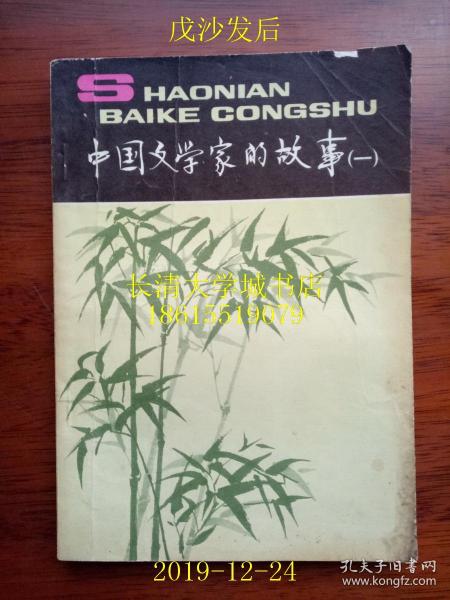 戊沙发后
SHAONIAN
BAIKE CONGSHU
中国文学家的故事(一)
长清大学城书店
18615519079
2019-12-24
孔夫子旧书网
www.kongfz.com